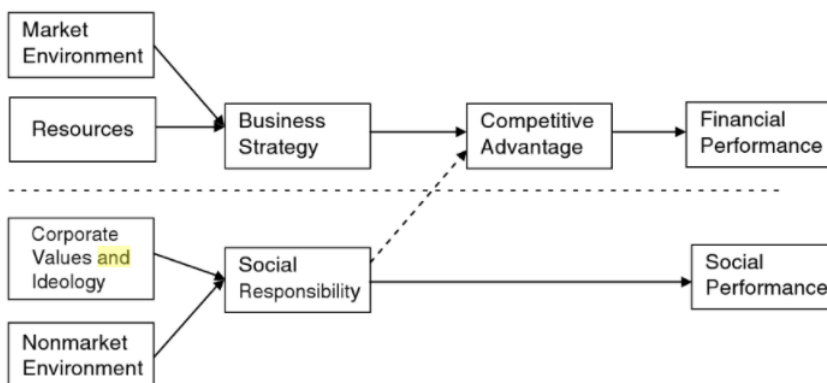 Market
Environment
Resources
Business
Strategy
Competitive
Advantage
Financial
Performance
Corporate
Values and
Ideology
Social
Responsibility
Social
Performance
Nonmarket
Environment